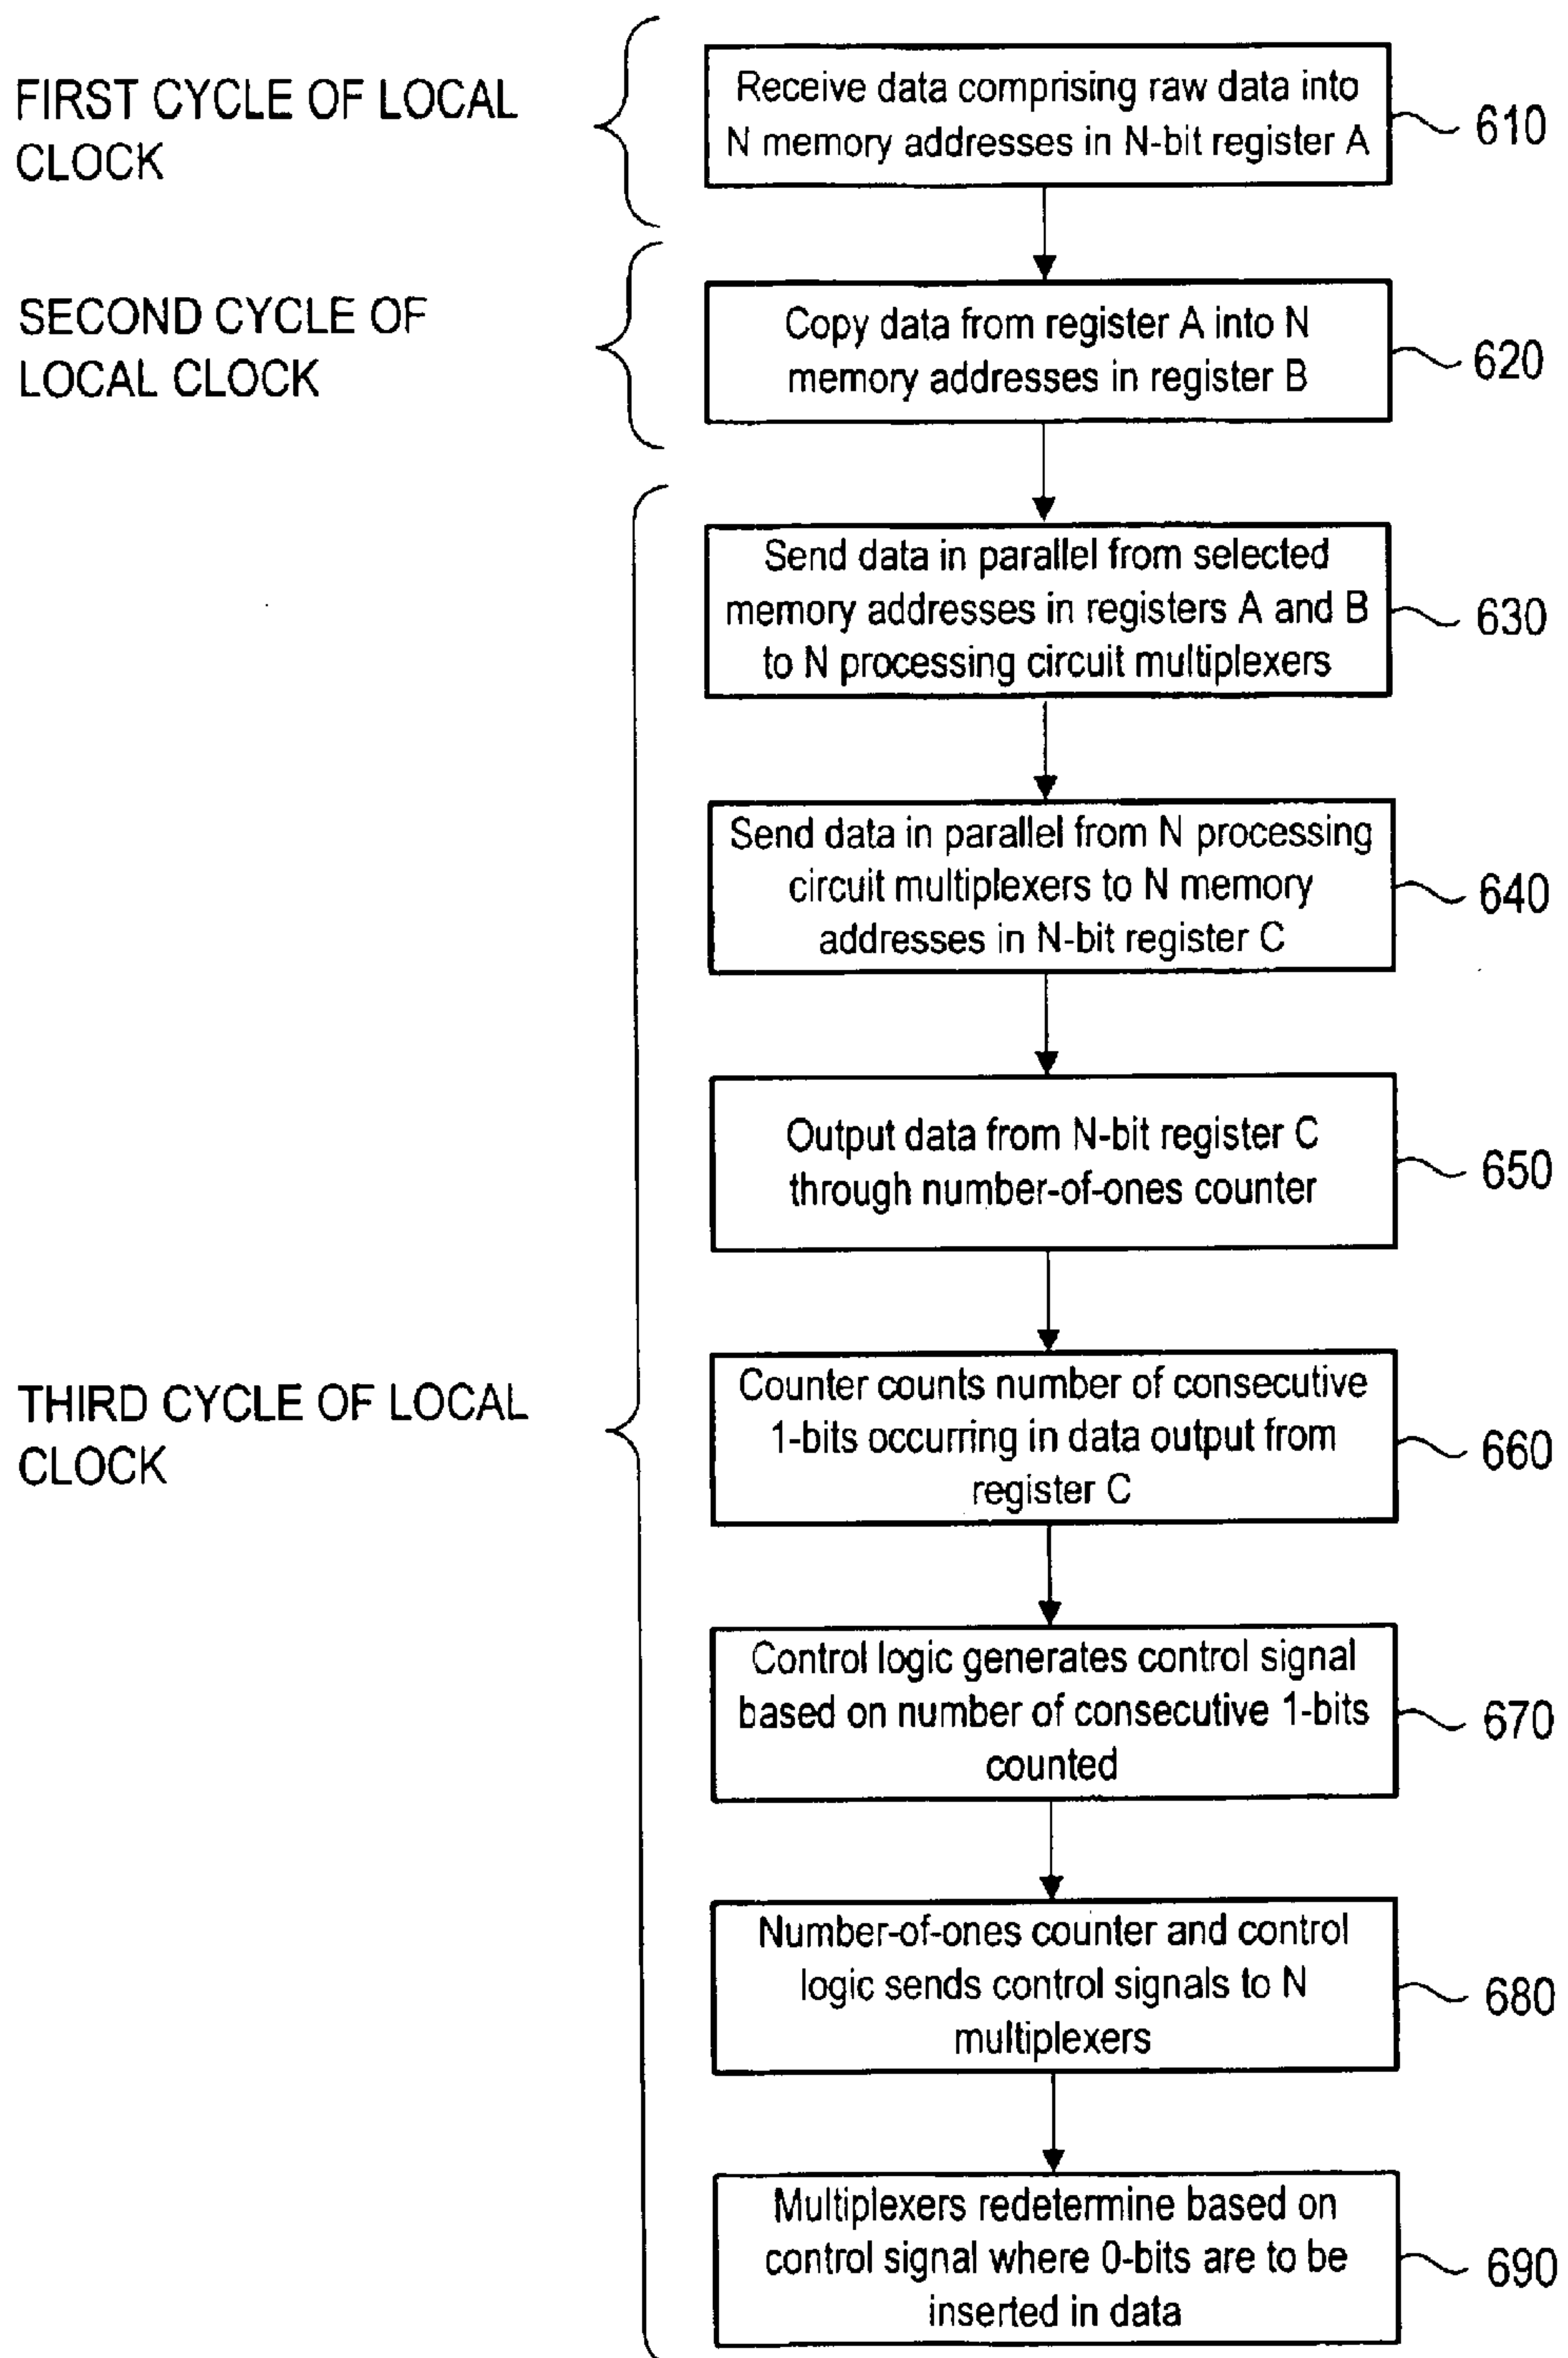 FIRST CYCLE OF LOCAL
CLOCK
Receive data comprising raw data into
N memory addresses in N-bit register A
610
SECOND CYCLE OF
LOCAL CLOCK
Copy data from register A into N
memory addresses in register B
620
Send data in parallel from selected
memory addresses in registers A and B
to N processing circuit multiplexers
630
Send data in parallel from N processing
circuit multiplexers to N memory
addresses in N-bit register C
640
Output data from N-bit register C
through number-of-ones counter
650
THIRD CYCLE OF LOCAL
CLOCK
Counter counts number of consecutive
1-bits occurring in data output from
register C
660
Control logic generates control signal
based on number of consecutive 1-bits
counted
670
Number-of-ones counter and control
logic sends control signals to N
multiplexers
680
Multiplexers redetermine based on
control signal where 0-bits are to be
inserted in data
690